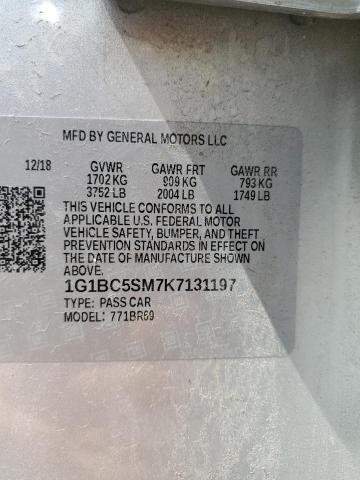 MFD BY GENERAL MOTORS LLC
12/18 GVWR GAWR FRT GAWR RR
1702 KG 909 KG 793 KG
3752 LB 2004 LB 1749 LB
THIS VEHICLE CONFORMS TO ALL
APPLICABLE U.S. FEDERAL MOTOR
VEHICLE SAFETY, BUMPER, AND THEFT
PREVENTION STANDARDS IN EFFECT ON
THE DATE OF MANUFACTURE SHOWN
ABOVE.
1G1BC5SM7K7131197
TYPE: PASS CAR
MODEL: 771BR69